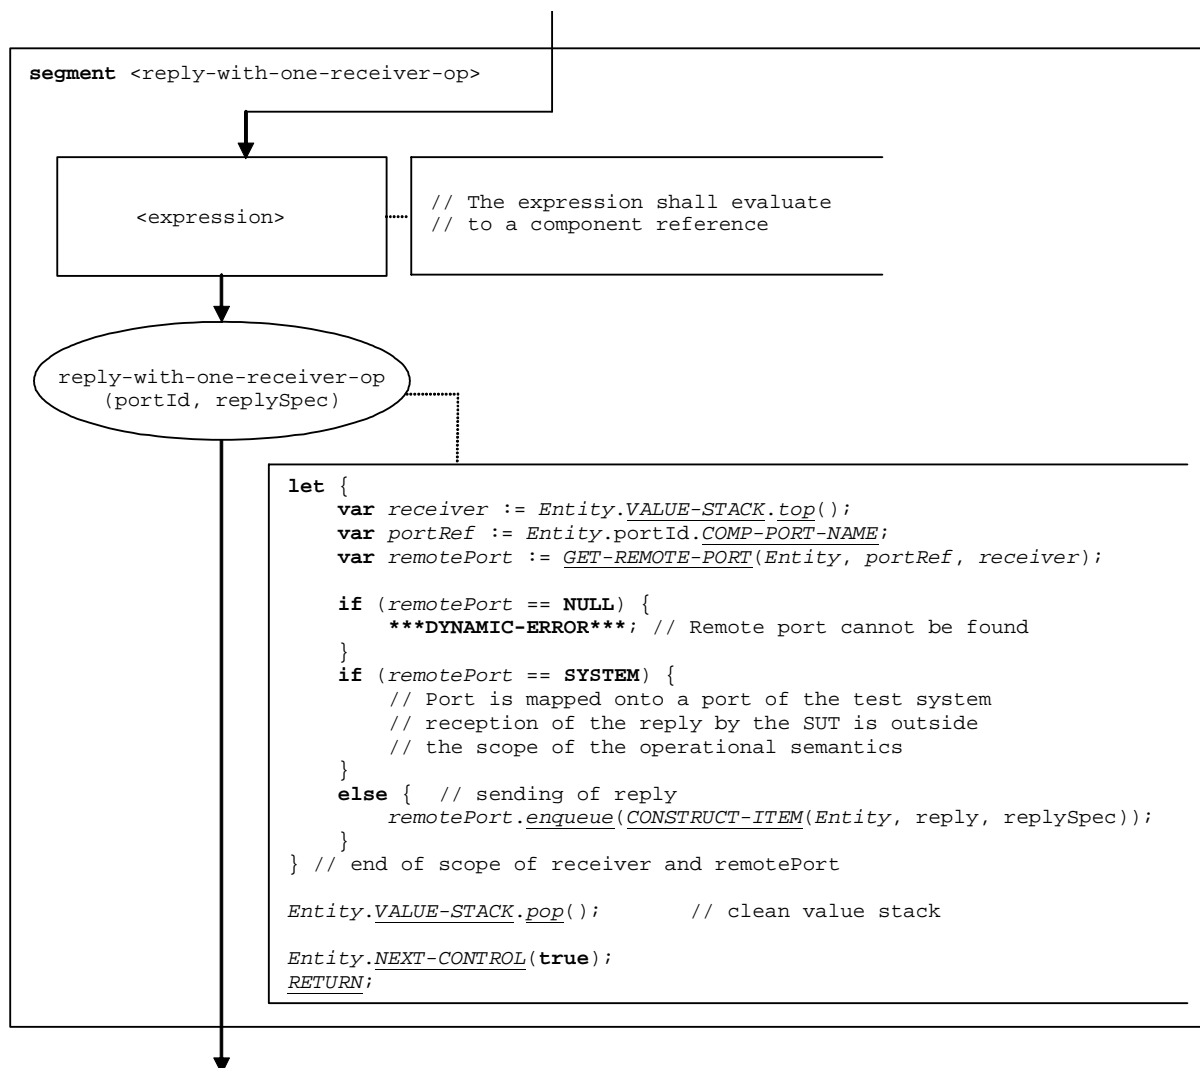 segment <reply-with-one-receiver-op>
<expression>
// The expression shall evaluate
// to a component reference
reply-with-one-receiver-op
(portId, replySpec)
let {
var receiver := Entity.VALUE-STACK.top();
var portRef := Entity.portId.COMP-PORT-NAME;
var remotePort := GET-REMOTE-PORT(Entity, portRef, receiver);
if (remotePort == NULL) {
***DYNAMIC-ERROR***; // Remote port cannot be found
}
if (remotePort == SYSTEM) {
// Port is mapped onto a port of the test system
// reception of the reply by the SUT is outside
// the scope of the operational semantics
}
else { // sending of reply
remotePort.enqueue(CONSTRUCT-ITEM(Entity, reply, replySpec));
}
} // end of scope of receiver and remotePort
Entity.VALUE-STACK.pop(); // clean value stack
Entity.NEXT-CONTROL(true);
RETURN;